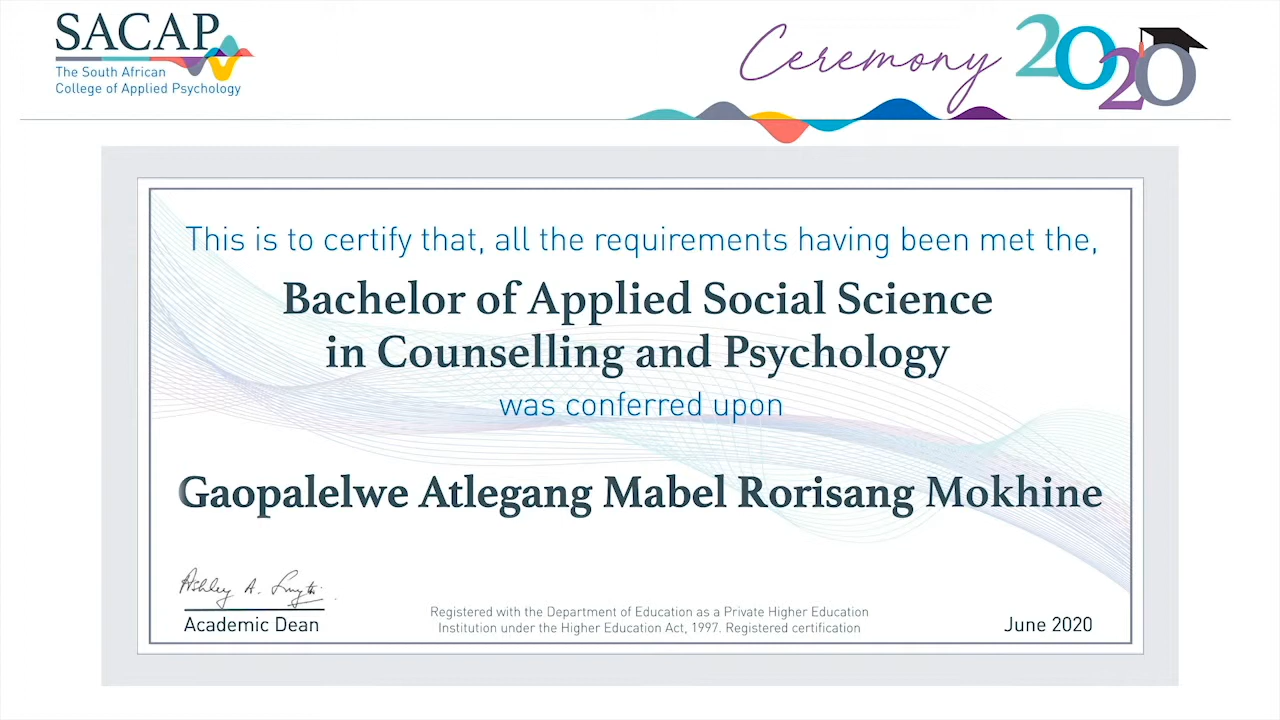 SACAP
The South African
College of Applied Psychology
Ceremony 2020
This is to certify that, all the requirements having been met the,
Bachelor of Applied Social Science
in Counselling and Psychology
was conferred upon
Gaopalelwe Atlegang Mabel Rorisang Mokhine
Ashley A. Smyth
Academic Dean
Registered with the Department of Education as a Private Higher Education
Institution under the Higher Education Act, 1997. Registered certification
June 2020